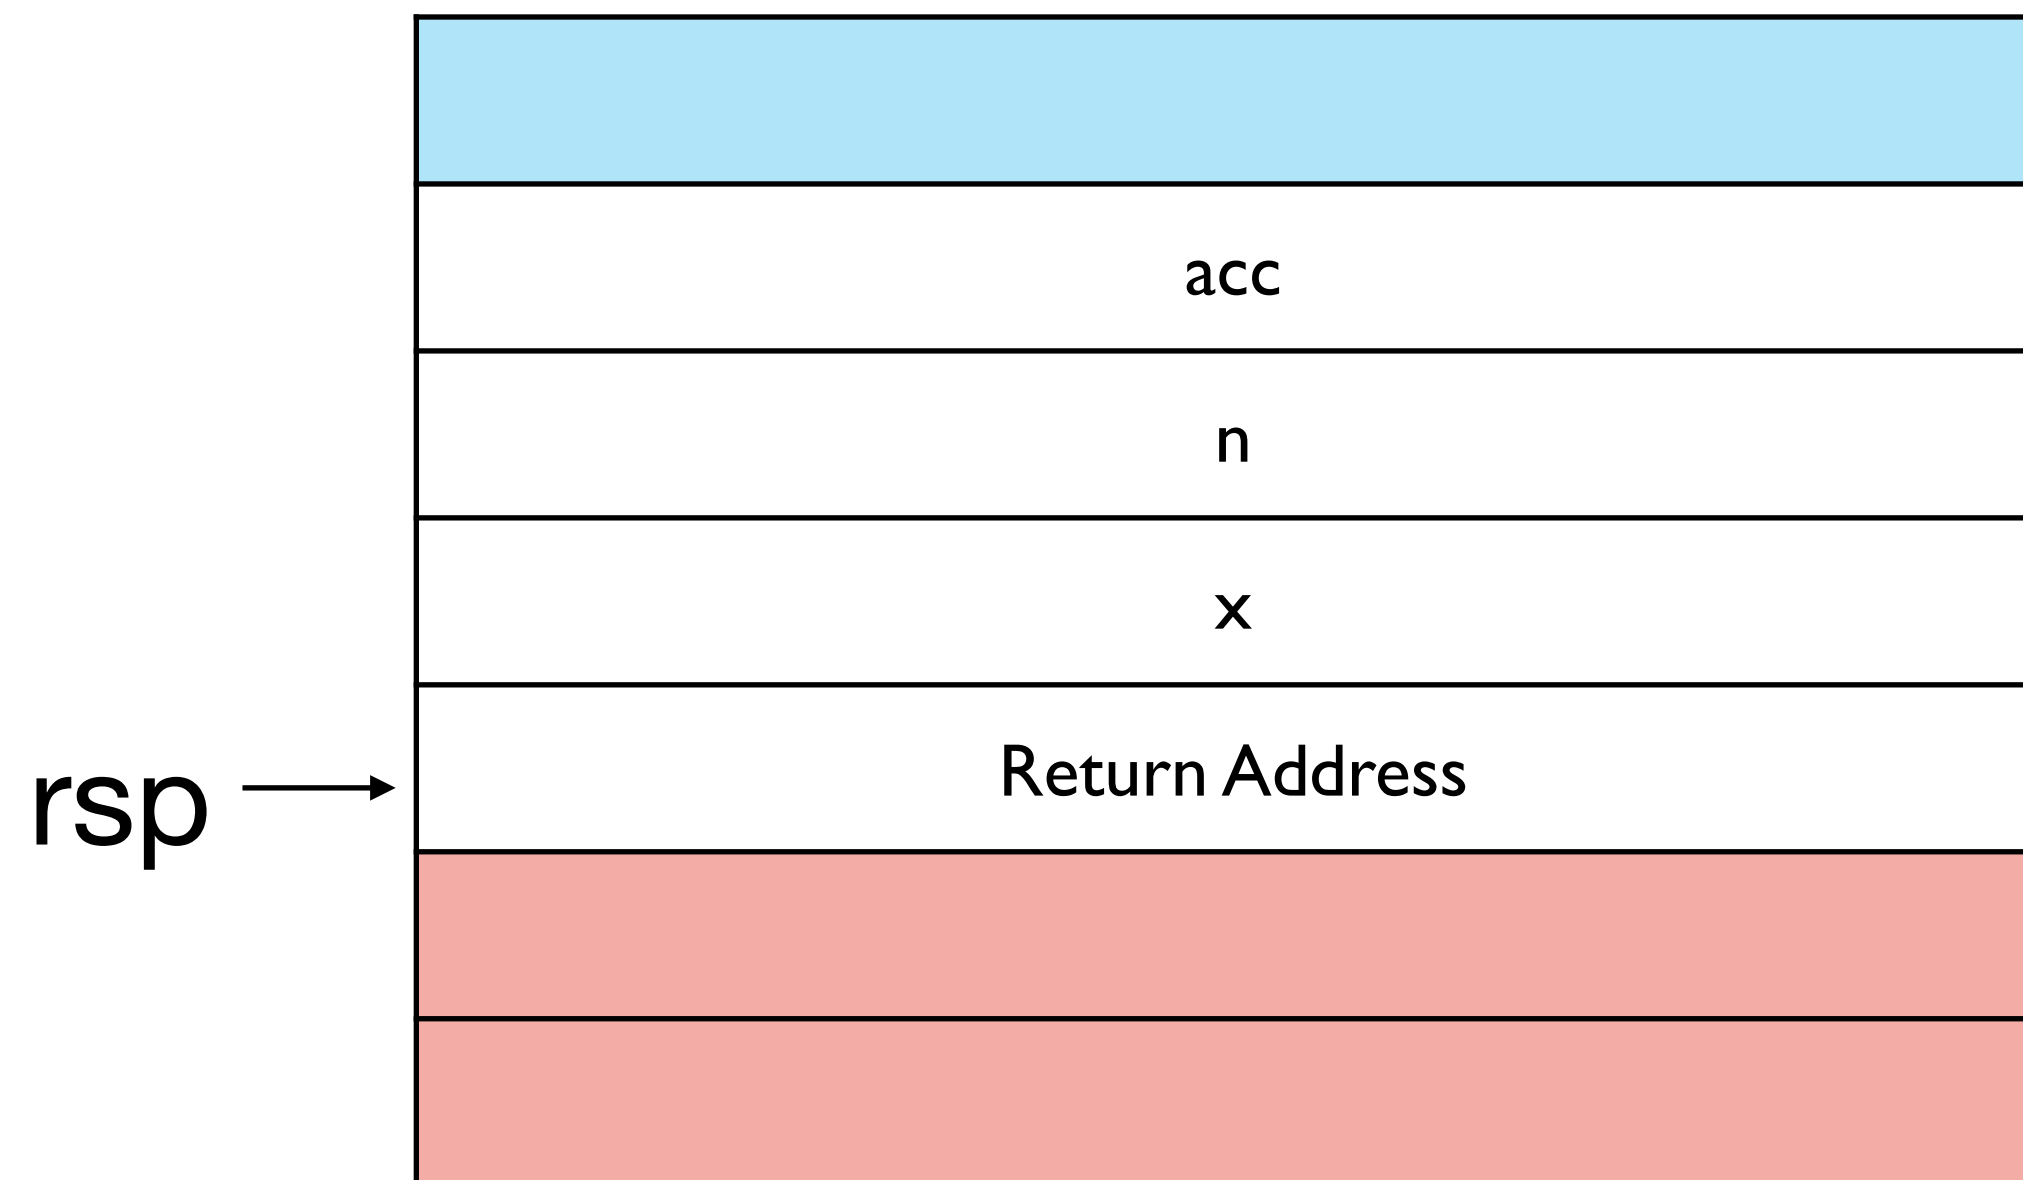 acc
n
x
Return Address
rsp